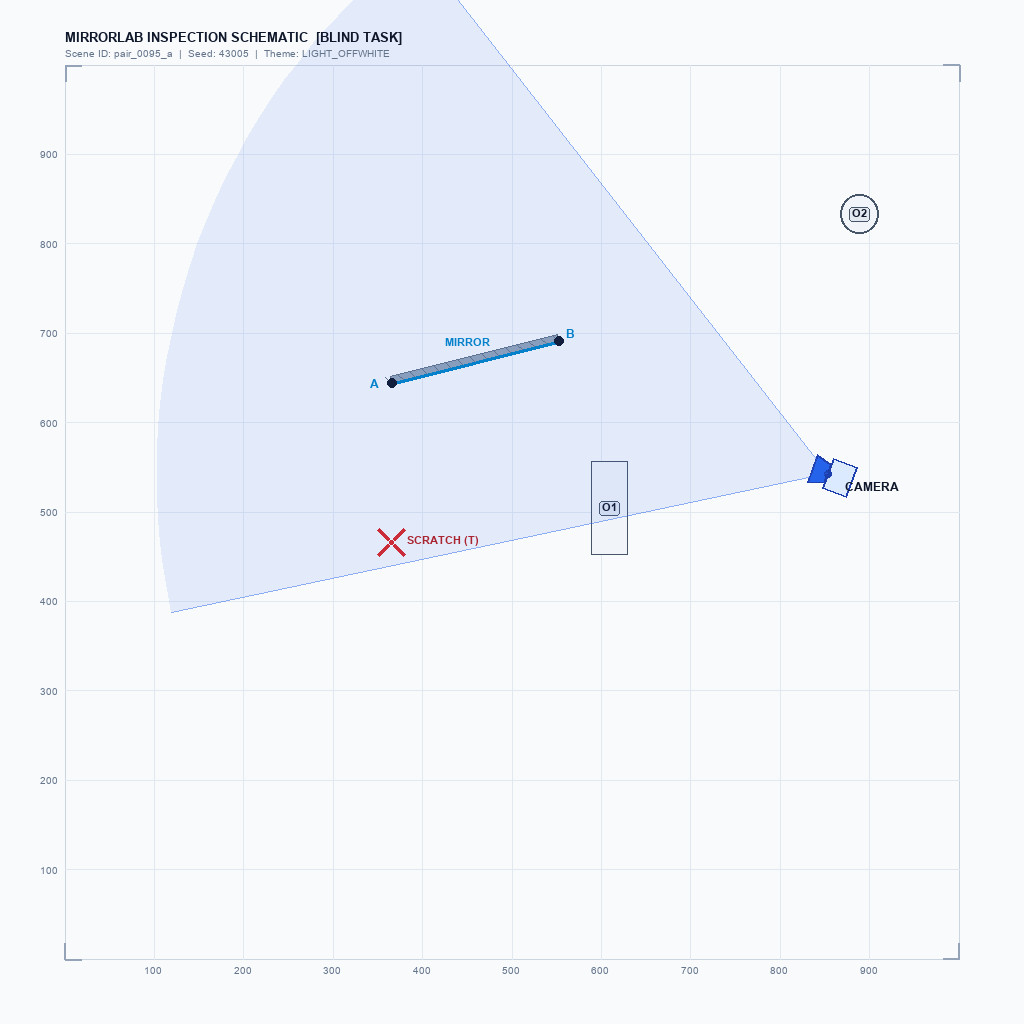 MIRRORLAB INSPECTION SCHEMATIC  [BLIND TASK]
Scene ID: pair_0095_a  |  Seed: 43005  |  Theme: LIGHT_OFFWHITE
900
O2
800
700
B
MIRROR
A
600
CAMERA
O1
500
SCRATCH (T)
400
300
200
100
100 200 300 400 500 600 700 800 900